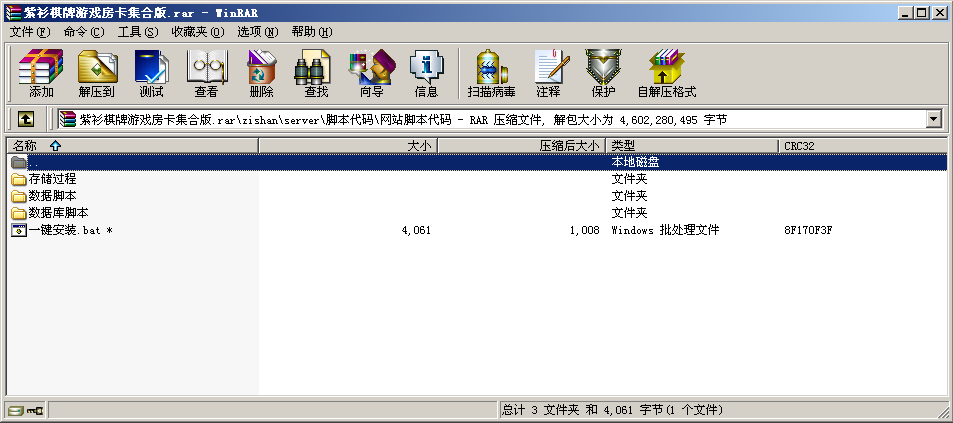 紫衫棋牌游戏房卡集合版.rar - WinRAR
文件(F) 命令(C) 工具(S) 收藏夹(O) 选项(N) 帮助(H)
添加 解压到 测试 查看 删除 查找 向导 信息 扫描病毒 注释 保护 自解压格式
紫衫棋牌游戏房卡集合版.rar\zishan\server\脚本代码\网站脚本代码 - RAR 压缩文件, 解包大小为 4,602,280,495 字节
名称 大小 压缩后大小 类型 CRC32
.. 本地磁盘
存储过程 文件夹
数据脚本 文件夹
数据库脚本 文件夹
一键安装.bat * 4,061 1,008 Windows 批处理文件 8F170F3F
总计 3 文件夹 和 4,061 字节(1 个文件)